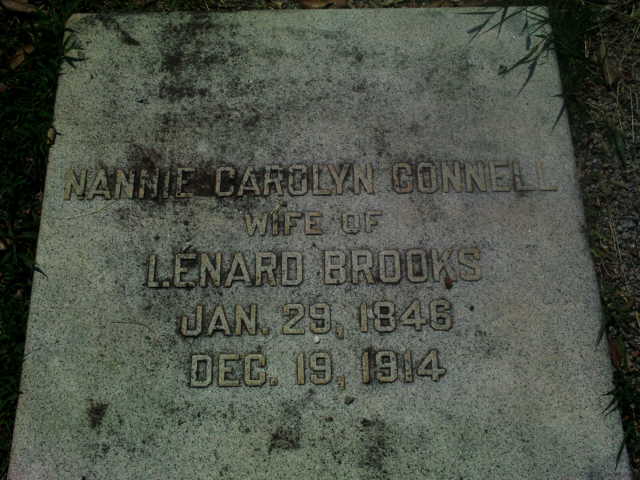 NANNIE CAROLYN CONNELL
WIFE OF
LENARD BROOKS
JAN. 29, 1846
DEC. 19, 1914